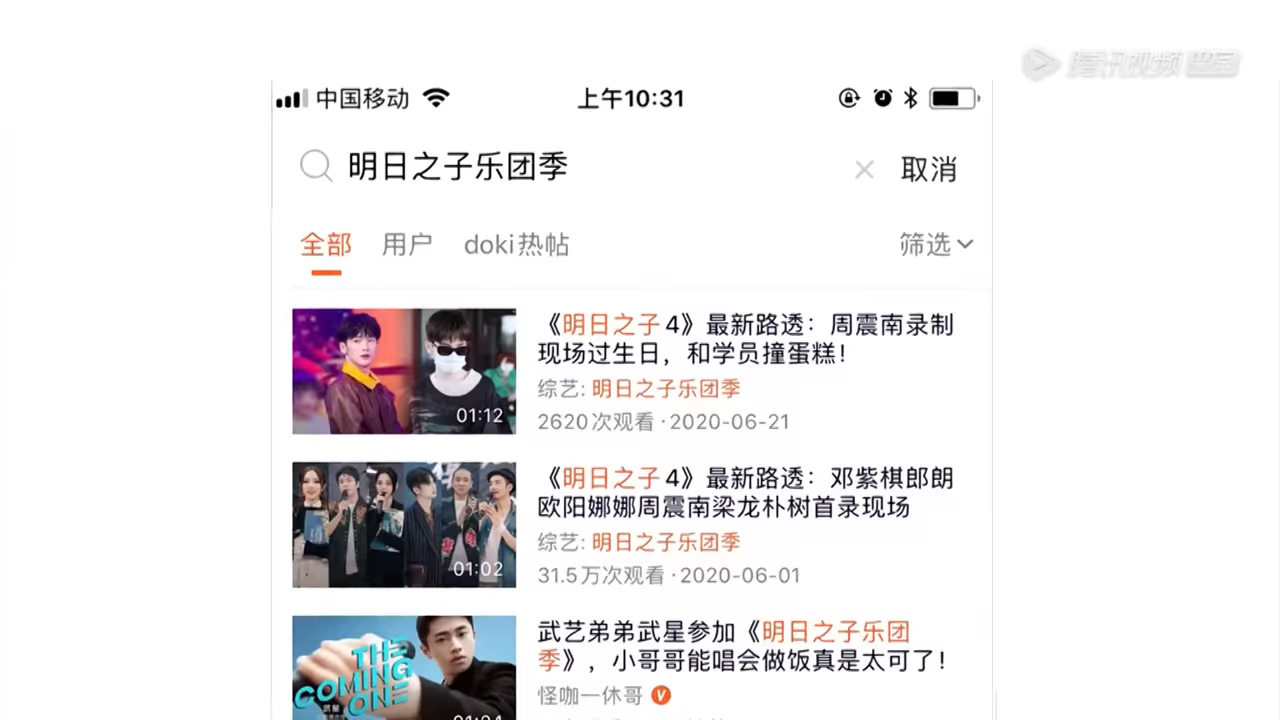 腾讯视频
中国移动
上午10:31
明日之子乐团季
取消
全部
用户
doki热帖
筛选
《明日之子4》最新路透：周震南录制
现场过生日，和学员撞蛋糕！
01:12
综艺: 明日之子乐团季
2620次观看·2020-06-21
《明日之子4》最新路透：邓紫棋郎朗
欧阳娜娜周震南梁龙朴树首录现场
综艺: 明日之子乐团季
01:02
31.5万次观看·2020-06-01
武艺弟弟武星参加《明日之子乐团
季》，小哥哥能唱会做饭真是太可了！
THE
COMING
ONE
武星
怪咖一休哥